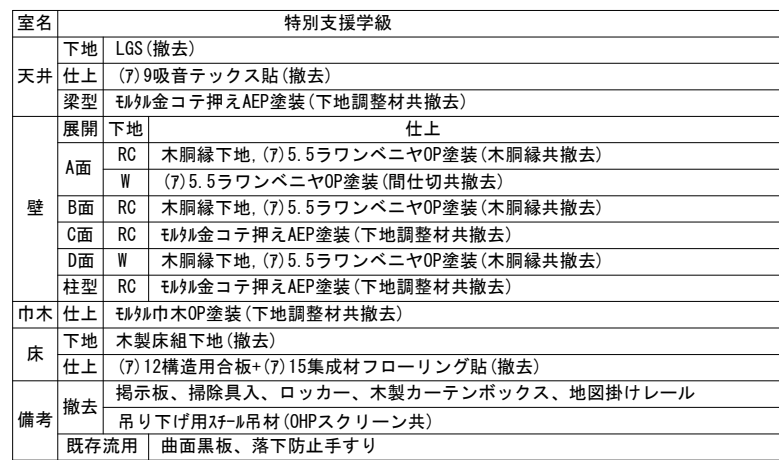 室名 特別支援学級
天井 下地 LGS(撤去)
仕上 (ｱ)9吸音テックス貼(撤去)
梁型 ﾓﾙﾀﾙ金コテ押えAEP塗装(下地調整材共撤去)
壁 展開 下地 仕上
A面 RC 木胴縁下地,(ｱ)5.5ラワンベニヤOP塗装(木胴縁共撤去)
W (ｱ)5.5ラワンベニヤOP塗装(間仕切共撤去)
B面 RC 木胴縁下地,(ｱ)5.5ラワンベニヤOP塗装(木胴縁共撤去)
C面 RC ﾓﾙﾀﾙ金コテ押えAEP塗装(下地調整材共撤去)
D面 W 木胴縁下地,(ｱ)5.5ラワンベニヤOP塗装(木胴縁共撤去)
柱型 RC ﾓﾙﾀﾙ金コテ押えAEP塗装(下地調整材共撤去)
巾木 仕上 ﾓﾙﾀﾙ巾木OP塗装(下地調整材共撤去)
床 下地 木製床組下地(撤去)
仕上 (ｱ)12構造用合板+(ｱ)15集成材フローリング貼(撤去)
備考 撤去 掲示板、掃除具入、ロッカー、木製カーテンボックス、地図掛けレール
吊り下げ用ｽﾁｰﾙ吊材(OHPスクリーン共)
既存流用 曲面黒板、落下防止手すり